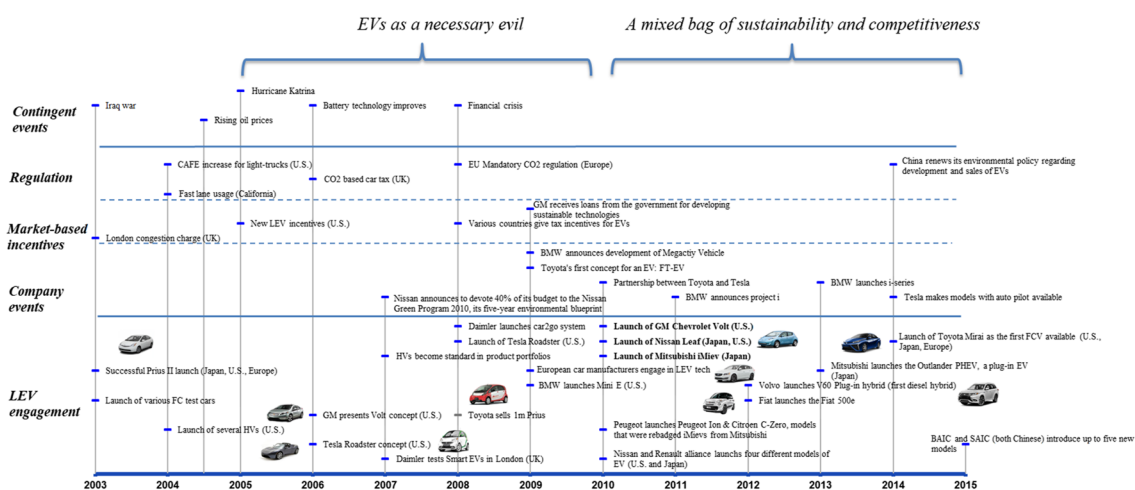 EVs as a necessary evil
A mixed bag of sustainability and competitiveness
Contingent
events
Hurricane Katrina
Iraq war
Battery technology improves
Financial crisis
Rising oil prices
Regulation
CAFE increase for light-trucks (U.S.)
EU Mandatory CO2 regulation (Europe)
China renews its environmental policy regarding
development and sales of EVs
CO2 based car tax (UK)
Fast lane usage (California)
Market-based
incentives
GM receives loans from the government for developing
sustainable technologies
New LEV incentives (U.S.)
Various countries give tax incentives for EVs
London congestion charge (UK)
Company
events
BMW announces development of Megactiy Vehicle
Toyota's first concept for an EV: FT-EV
Partnership between Toyota and Tesla
BMW launches i-series
Nissan announces to devote 40% of its budget to the Nissan
Green Program 2010, its five-year environmental blueprint
BMW announces project i
Tesla makes models with auto pilot available
LEV
engagement
Daimler launches car2go system
Launch of GM Chevrolet Volt (U.S.)
Launch of Tesla Roadster (U.S.)
Launch of Nissan Leaf (Japan, U.S.)
Launch of Toyota Mirai as the first FCV available (U.S.,
Japan, Europe)
HVs become standard in product portfolios
Launch of Mitsubishi iMiev (Japan)
Successful Prius II launch (Japan, U.S., Europe)
European car manufacturers engage in LEV tech
Mitsubishi launches the Outlander PHEV, a plug-in EV
(Japan)
BMW launches Mini E (U.S.)
Volvo launches V60 Plug-in hybrid (first diesel hybrid)
Launch of various FC test cars
Fiat launches the Fiat 500e
GM presents Volt concept (U.S.)
Toyota sells 1m Prius
Launch of several HVs (U.S.)
Peugeot launches Peugeot Ion & Citroen C-Zero, models
that were rebadged iMievs from Mitsubishi
Tesla Roadster concept (U.S.)
BAIC and SAIC (both Chinese) introduce up to five new
models
Daimler tests Smart EVs in London (UK)
Nissan and Renault alliance launchs four different models of
EV (U.S. and Japan)
2003 2004 2005 2006 2007 2008 2009 2010 2011 2012 2013 2014 2015